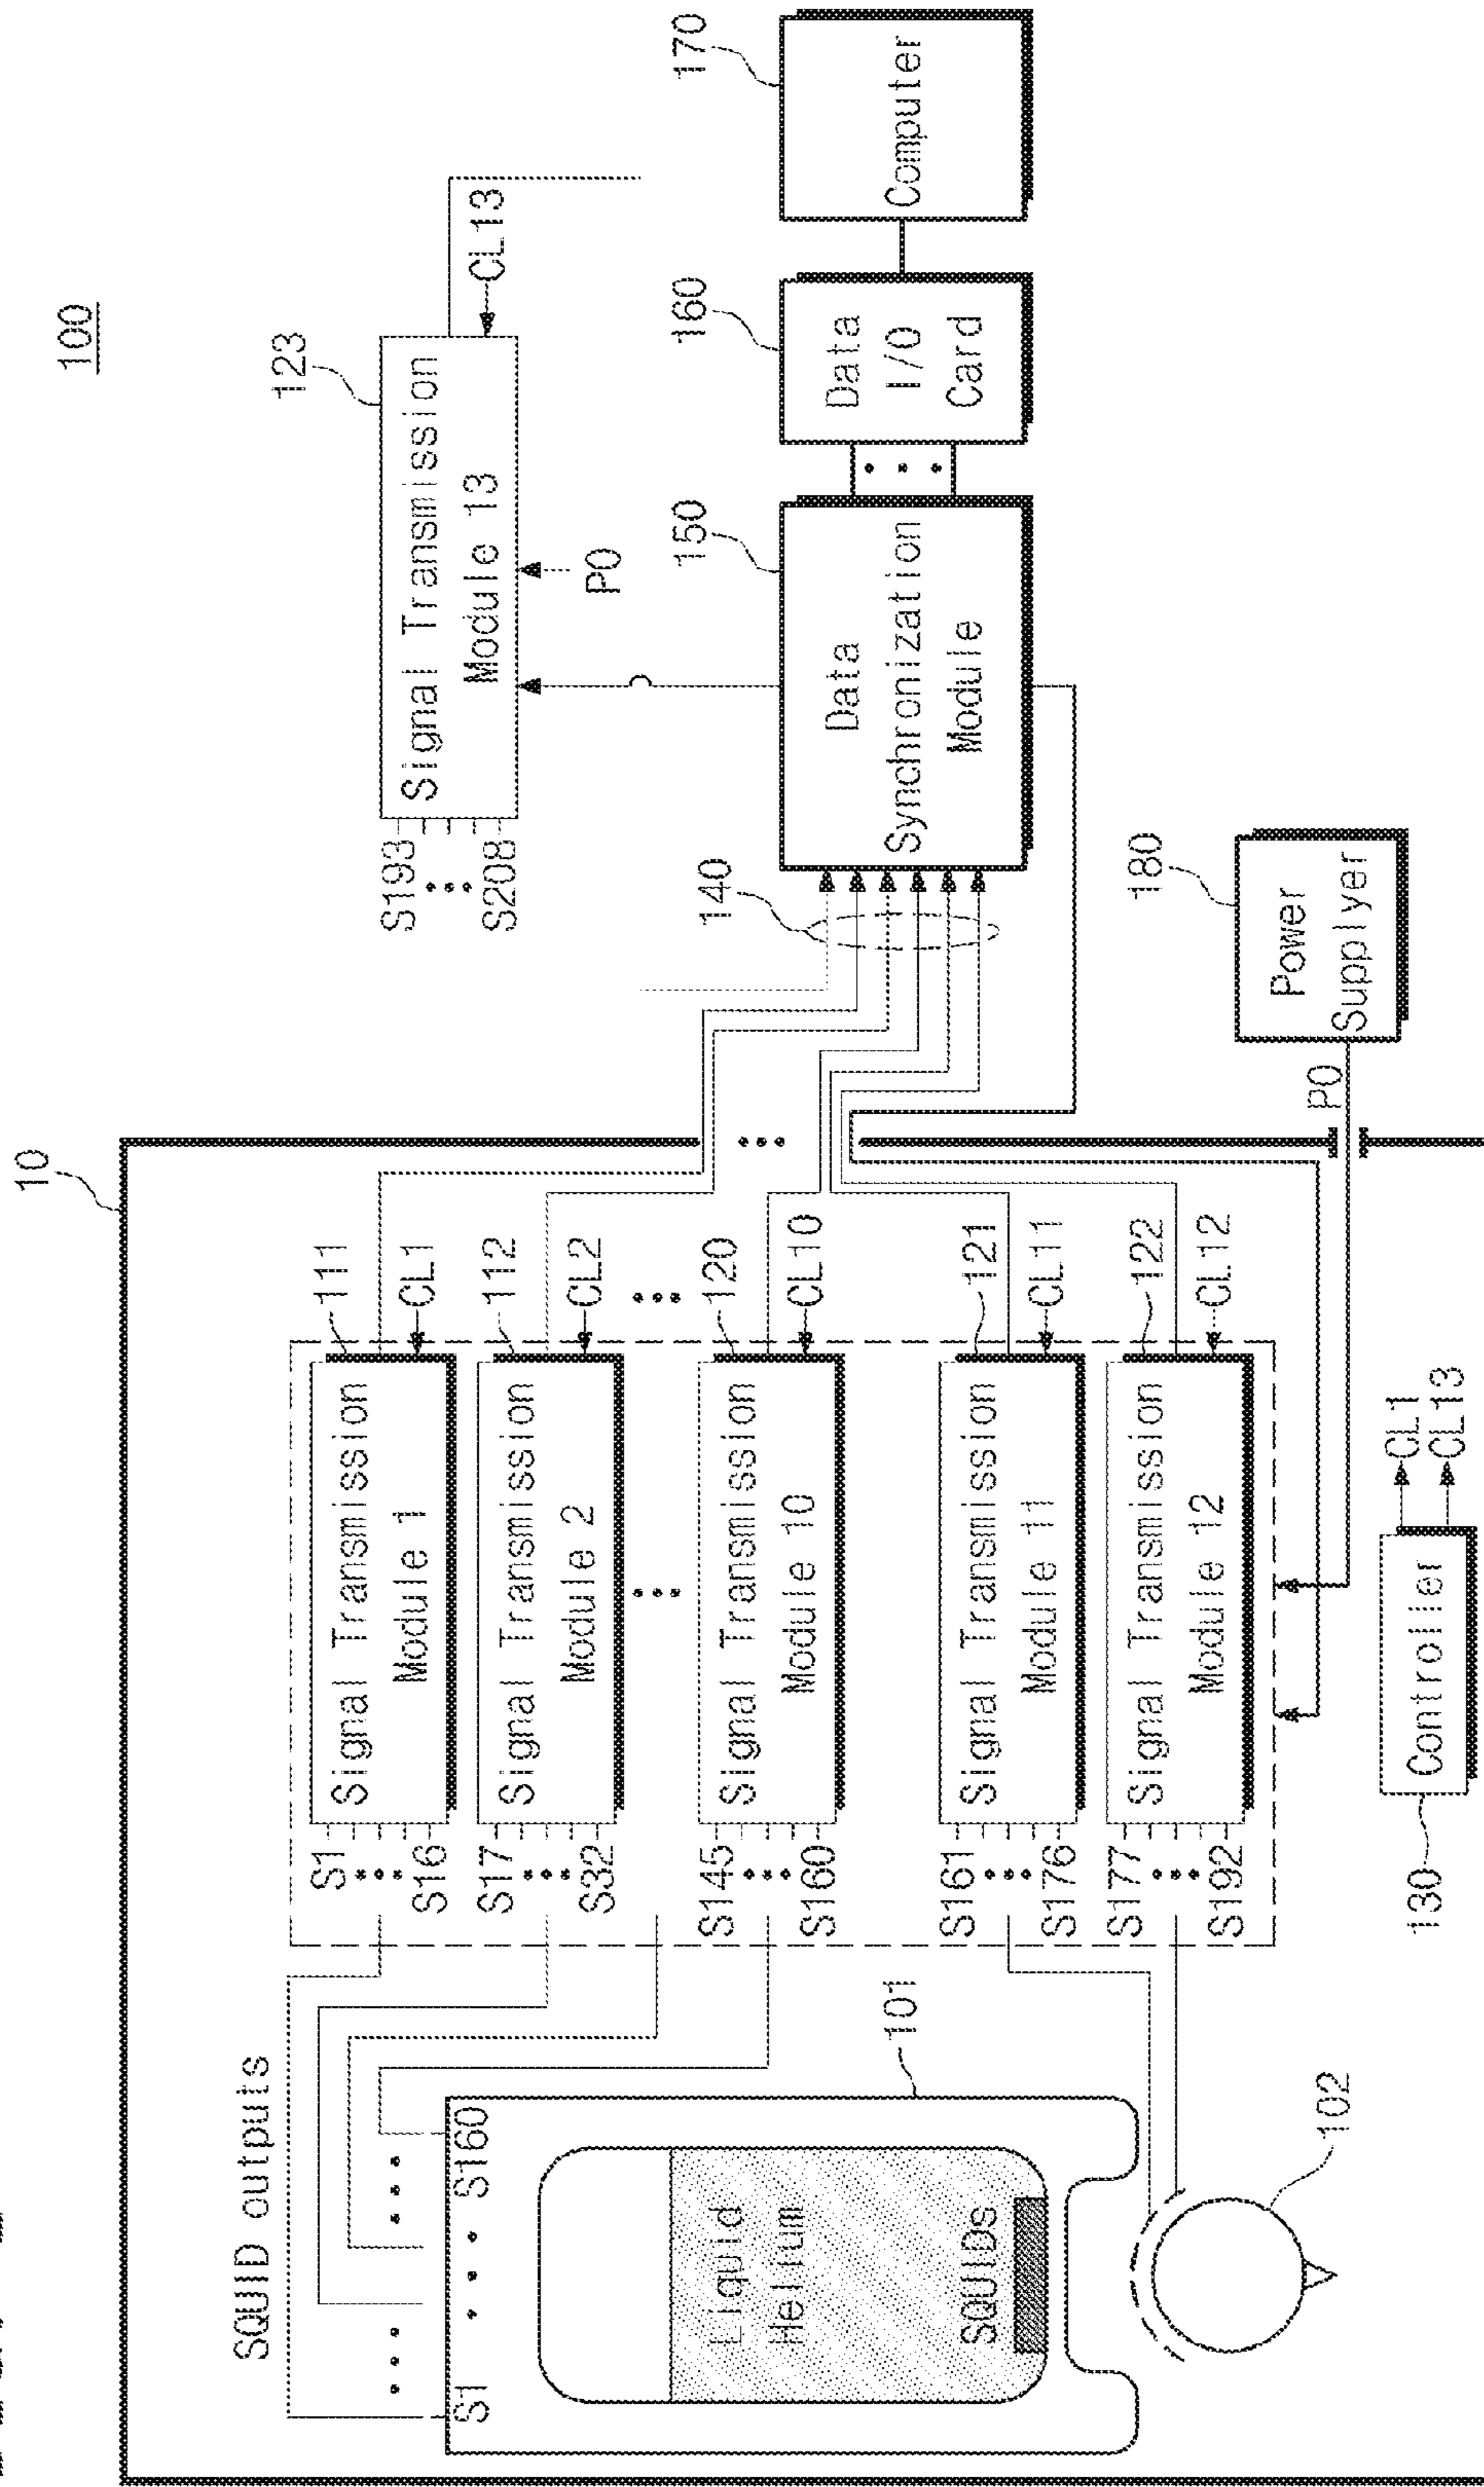 100
10
SQUID outputs
S1
S160
Liquid
Helium
SQUIDs
101
102
S1
S16
Signal Transmission
Module 1
111
CL1
S17
S32
Signal Transmission
Module 2
112
CL2
S145
S160
Signal Transmission
Module 10
120
CL10
S161
S176
Signal Transmission
Module 11
121
CL11
S177
S192
Signal Transmission
Module 12
122
CL12
130
Controller
CL1
CL13
S193
S208
Signal Transmission
Module 13
123
CL13
P0
140
Data
Synchronization
Module
150
Data
I/O
Card
160
Computer
170
P0
Power
Supplyer
180